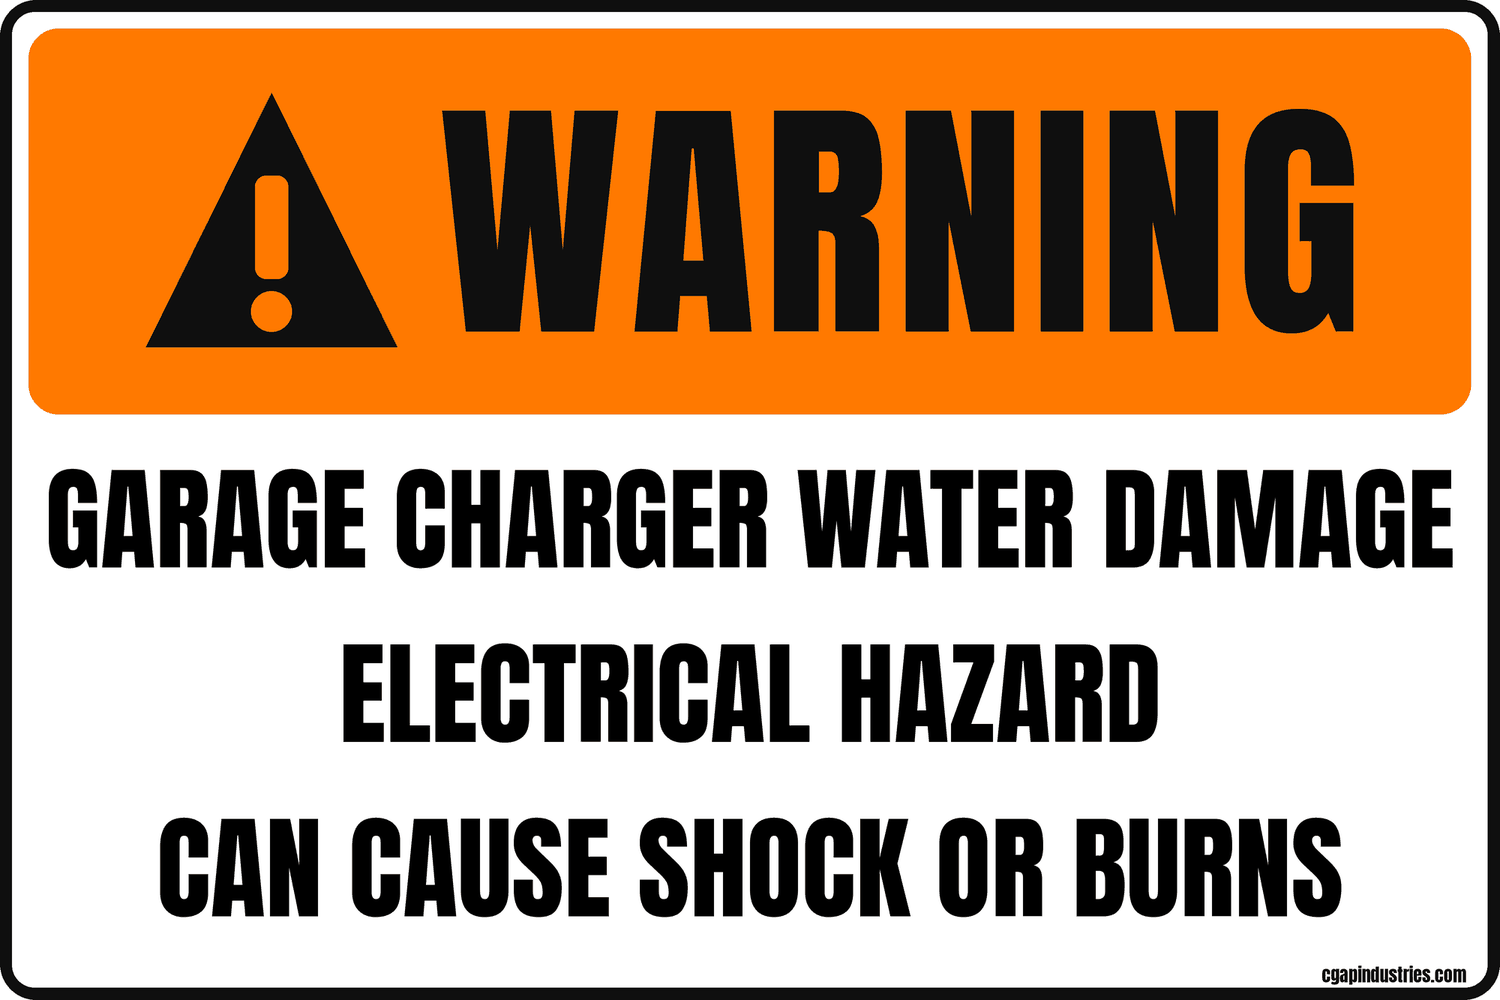 WARNING
GARAGE CHARGER WATER DAMAGE
ELECTRICAL HAZARD
CAN CAUSE SHOCK OR BURNS
cgapindustries.com